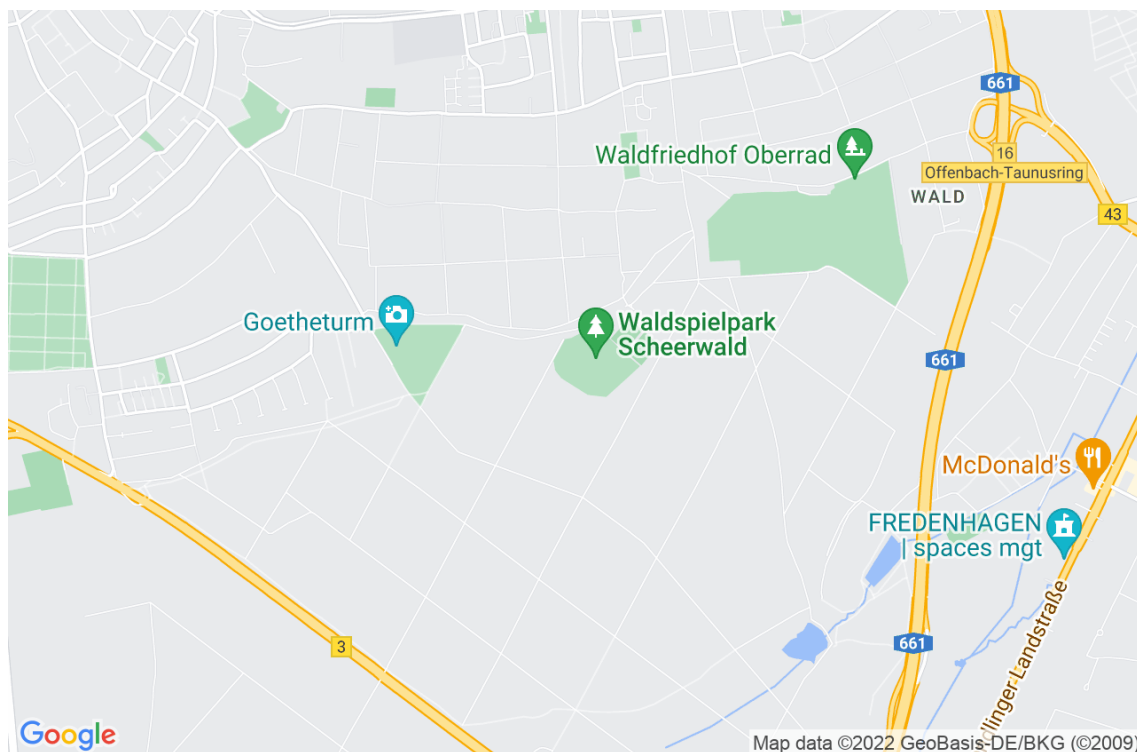 661
16
Offenbach-Taunusring
Waldfriedhof Oberrad
WALD
43
Goetheturm
Waldspielpark
Scheerwald
661
McDonald's
FREDENHAGEN
| spaces mgt
3
661
dlinger-Landstraße
Google
Map data ©2022 GeoBasis-DE/BKG (©2009)